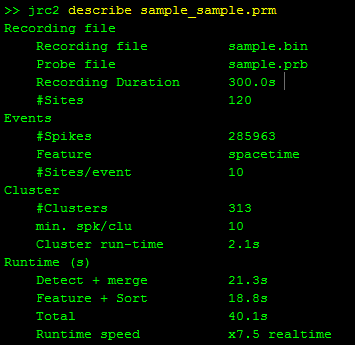 >> jrc2 describe sample_sample.prm
Recording file
Recording file sample.bin
Probe file sample.prb
Recording Duration 300.0s
#Sites 120
Events
#Spikes 285963
Feature spacetime
#Sites/event 10
Cluster
#Clusters 313
min. spk/clu 10
Cluster run-time 2.1s
Runtime (s)
Detect + merge 21.3s
Feature + Sort 18.8s
Total 40.1s
Runtime speed x7.5 realtime